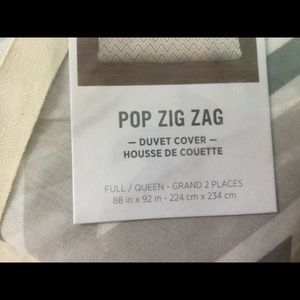 POP ZIG ZAG
— DUVET COVER —
HOUSSE DE COUETTE
FULL / QUEEN - GRAND 2 PLACES
88 in x 92 in - 224 cm x 234 cm